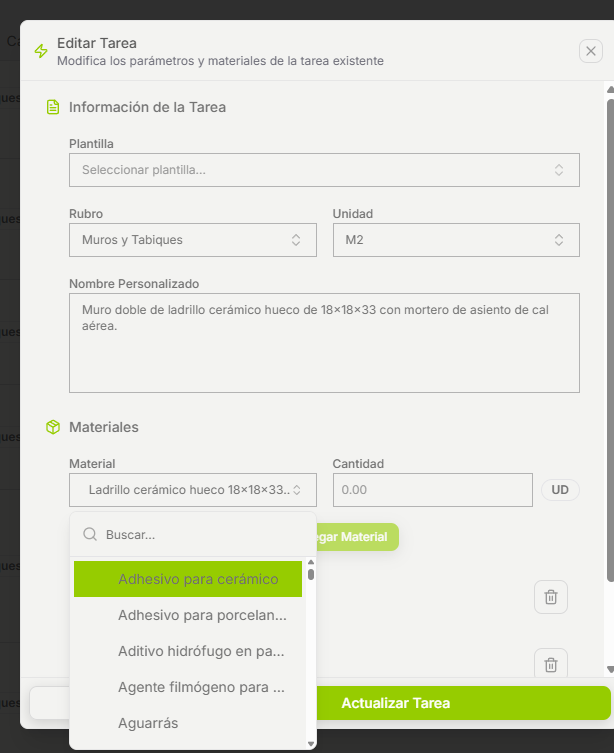 Editar Tarea
Modifica los parámetros y materiales de la tarea existente
Información de la Tarea
Plantilla
Seleccionar plantilla...
Rubro
Unidad
Muros y Tabiques
M2
Nombre Personalizado
Muro doble de ladrillo cerámico hueco de 18×18×33 con mortero de asiento de cal
aérea.
Materiales
Material
Cantidad
Ladrillo cerámico hueco 18×18×33..
0.00
UD
Buscar...
Material
Adhesivo para cerámico
Adhesivo para porcelan...
Aditivo hidrófugo en pa...
Agente filmógeno para ...
Aguarrás
Actualizar Tarea